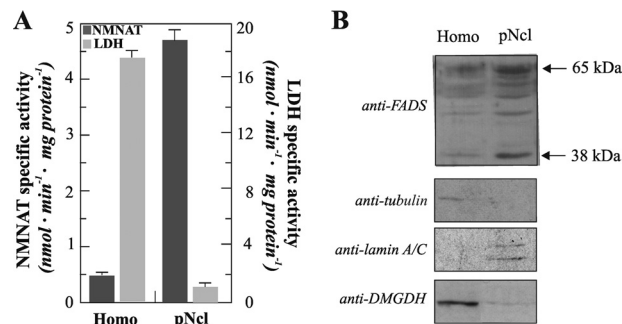 A
NMNAT
LDH
NMNAT specific activity
(nmol · min⁻¹ · mg protein⁻¹)
5
4
3
2
1
0
20
16
12
8
4
0
LDH specific activity
(nmol · min⁻¹ · mg protein⁻¹)
Homo pNcl
B
Homo pNcl
anti-FADS
65 kDa
38 kDa
anti-tubulin
anti-lamin A/C
anti-DMGDH